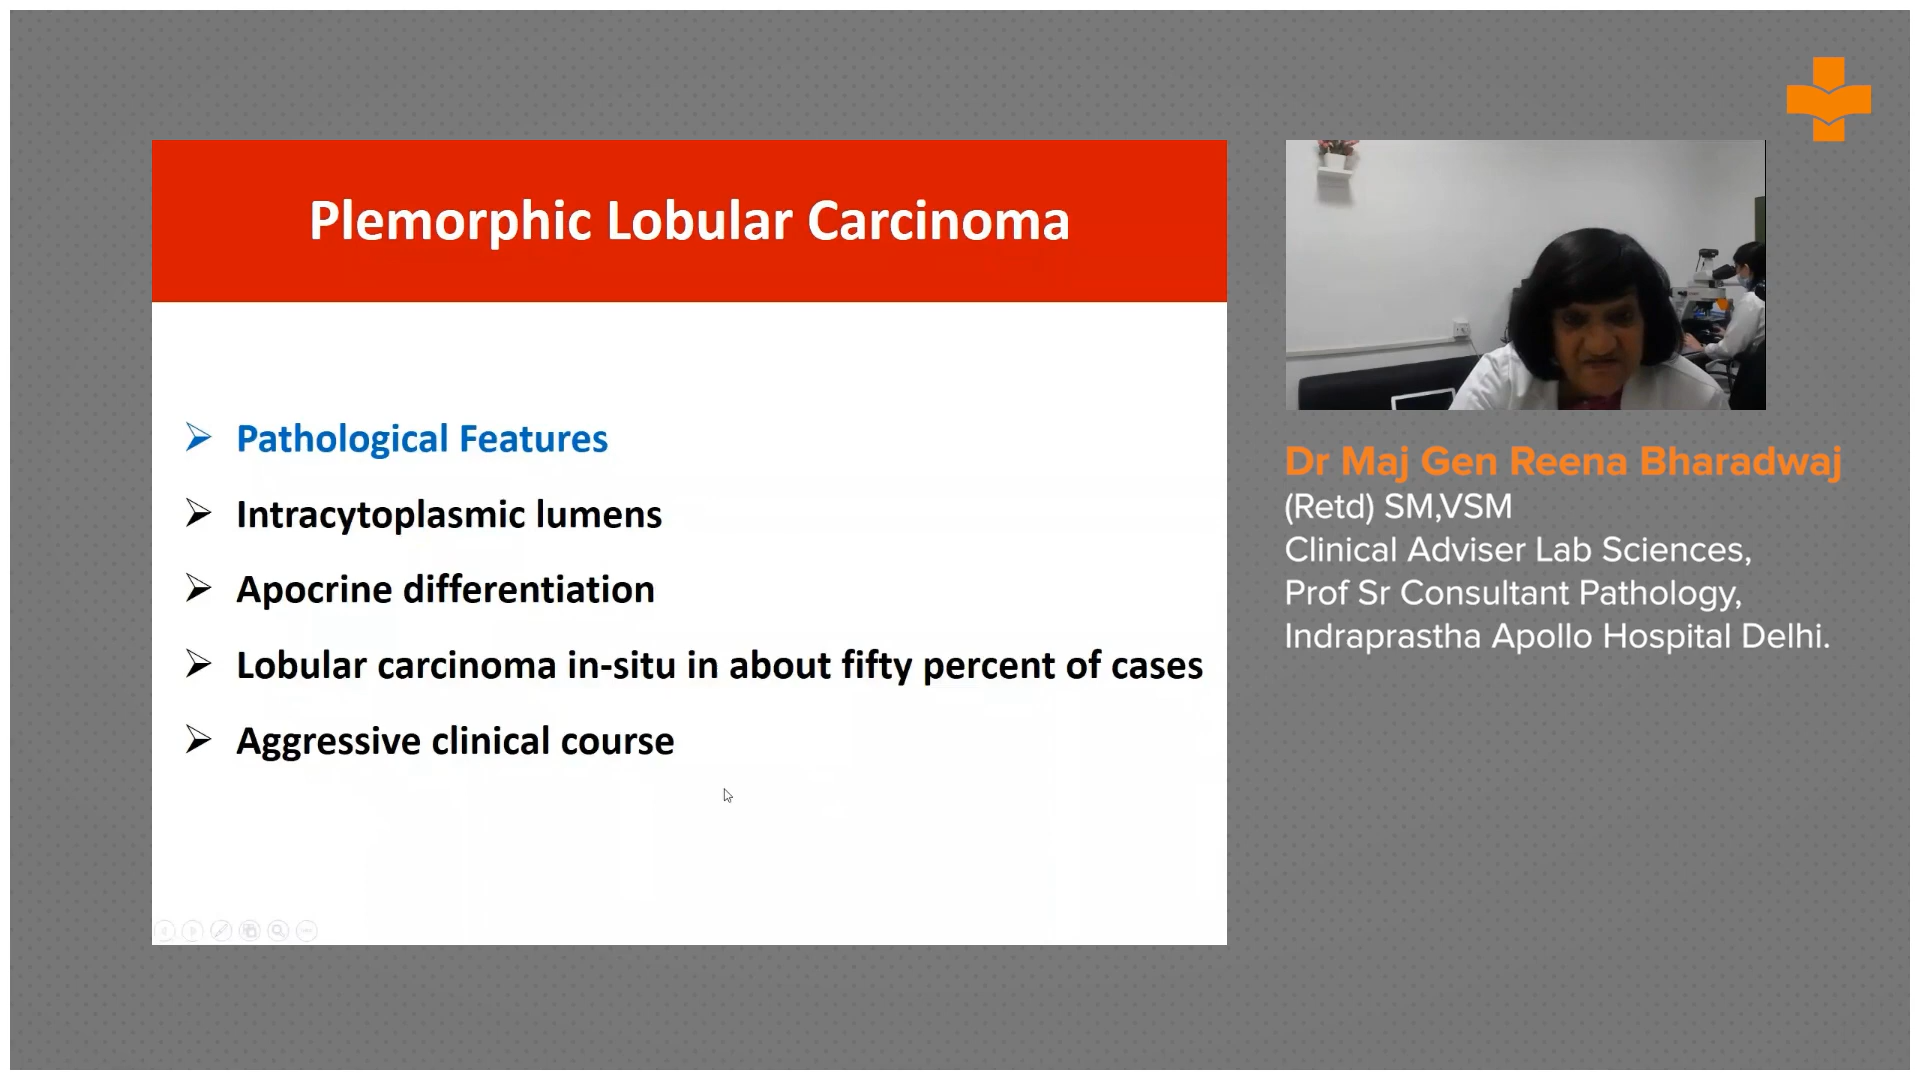 Plemorphic Lobular Carcinoma
Pathological Features
Intracytoplasmic lumens
Apocrine differentiation
Lobular carcinoma in-situ in about fifty percent of cases
Aggressive clinical course
Dr Maj Gen Reena Bharadwaj
(Retd) SM,VSM
Clinical Adviser Lab Sciences,
Prof Sr Consultant Pathology,
Indraprastha Apollo Hospital Delhi.